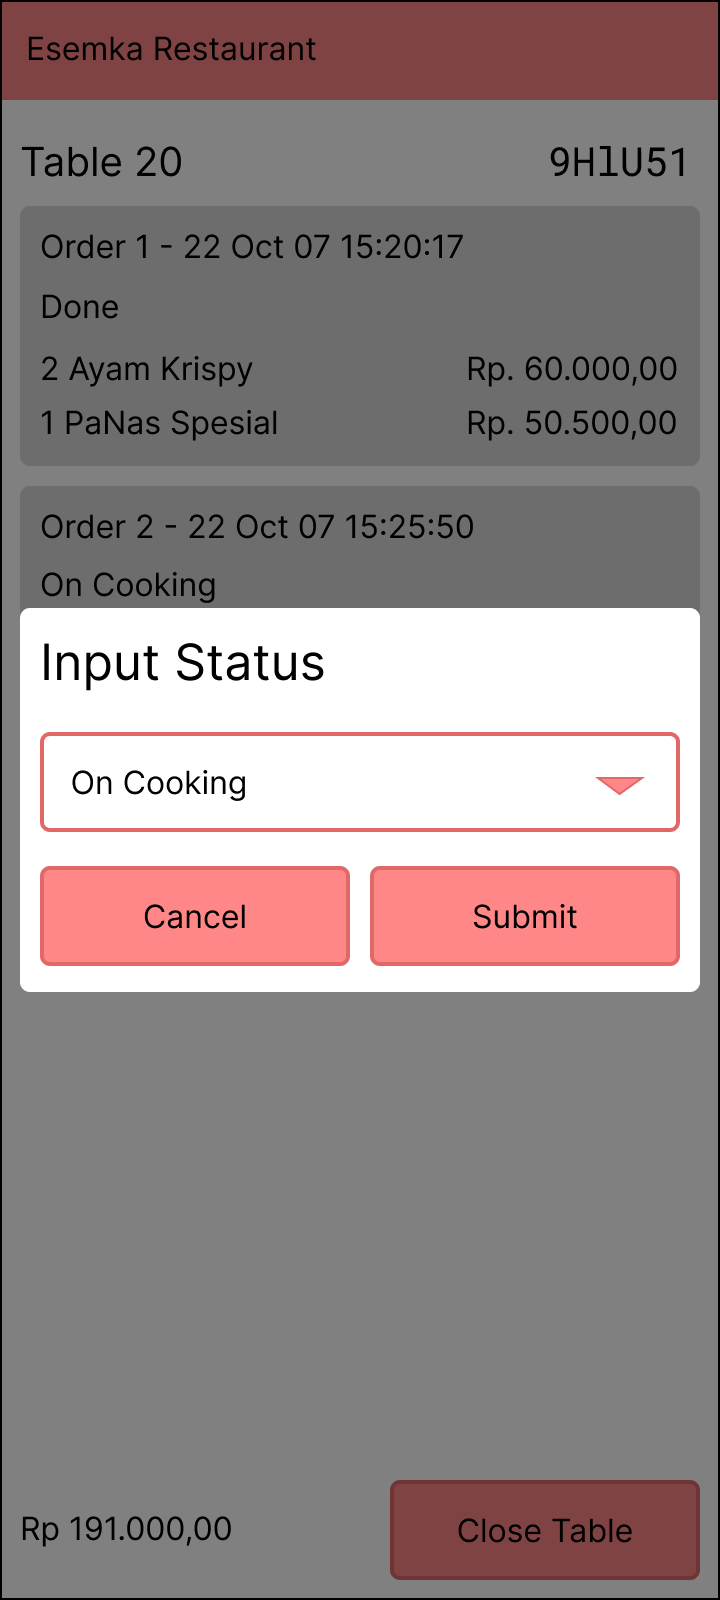 Esemka Restaurant
Table 20 9HlU51
Order 1 - 22 Oct 07 15:20:17
Done
2 Ayam Krispy Rp. 60.000,00
1 PaNas Spesial Rp. 50.500,00
Order 2 - 22 Oct 07 15:25:50
On Cooking
Input Status
On Cooking
Cancel Submit
Rp 191.000,00 Close Table